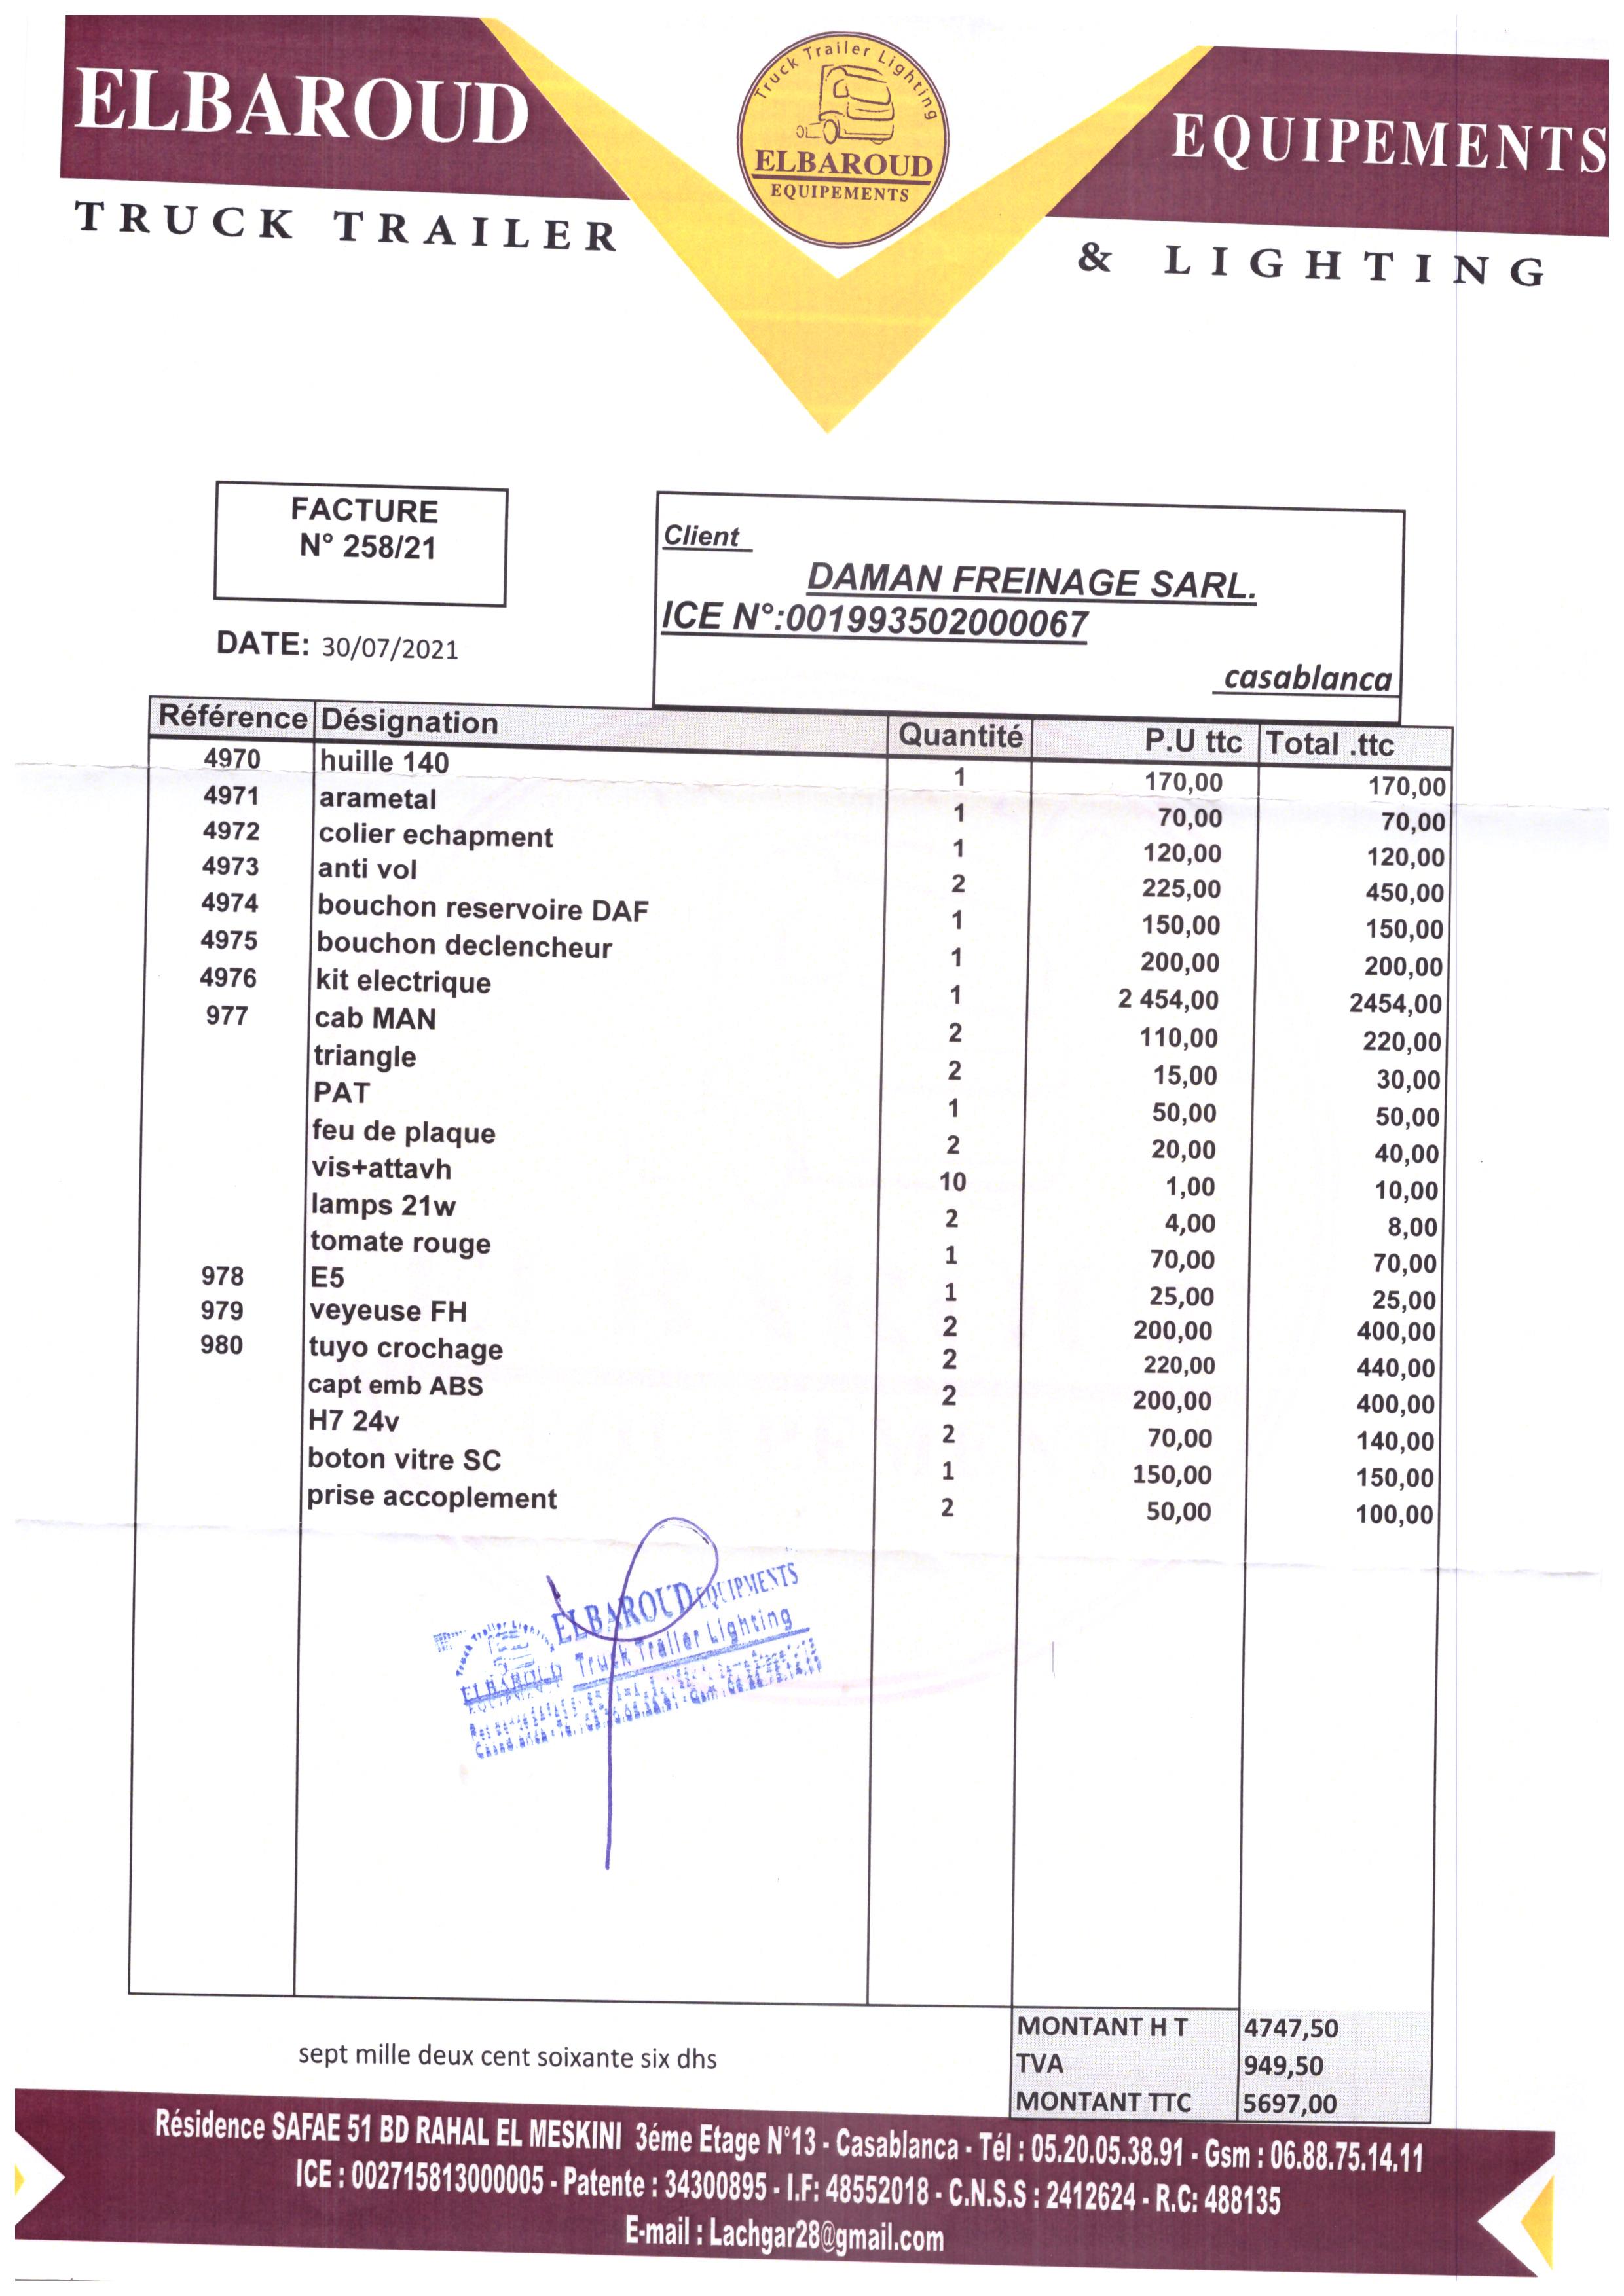 ELBAROUD
EQUIPEMENTS
TRUCK TRAILER
& LIGHTING
Truck Trailer Lighting
ELBAROUD
EQUIPEMENTS
FACTURE
N° 258/21
DATE: 30/07/2021
Client
DAMAN FREINAGE SARL.
ICE N°:001993502000067
casablanca
Référence Désignation Quantité P.U ttc Total .ttc
4970 huille 140 1 170,00 170,00
4971 arametal 1 70,00 70,00
4972 colier echapment 1 120,00 120,00
4973 anti vol 2 225,00 450,00
4974 bouchon reservoire DAF 1 150,00 150,00
4975 bouchon declencheur 1 200,00 200,00
4976 kit electrique 1 2 454,00 2454,00
977 cab MAN 2 110,00 220,00
triangle 2 15,00 30,00
PAT 1 50,00 50,00
feu de plaque 2 20,00 40,00
vis+attavh 10 1,00 10,00
lamps 21w 2 4,00 8,00
tomate rouge 1 70,00 70,00
978 E5 1 25,00 25,00
979 veyeuse FH 2 200,00 400,00
980 tuyo crochage 2 220,00 440,00
capt emb ABS 2 200,00 400,00
H7 24v 2 70,00 140,00
boton vitre SC 1 150,00 150,00
prise accoplement 2 50,00 100,00
ELBAROUD EQUIPMENTS
Truck Trailer Lighting
MONTANT H T 4747,50
sept mille deux cent soixante six dhs
TVA 949,50
MONTANT TTC 5697,00
Résidence SAFAE 51 BD RAHAL EL MESKINI 3éme Etage N°13 - Casablanca - Tél : 05.20.05.38.91 - Gsm : 06.88.75.14.11
ICE : 002715813000005 - Patente : 34300895 - I.F: 48552018 - C.N.S.S : 2412624 - R.C: 488135
E-mail : Lachgar28@gmail.com